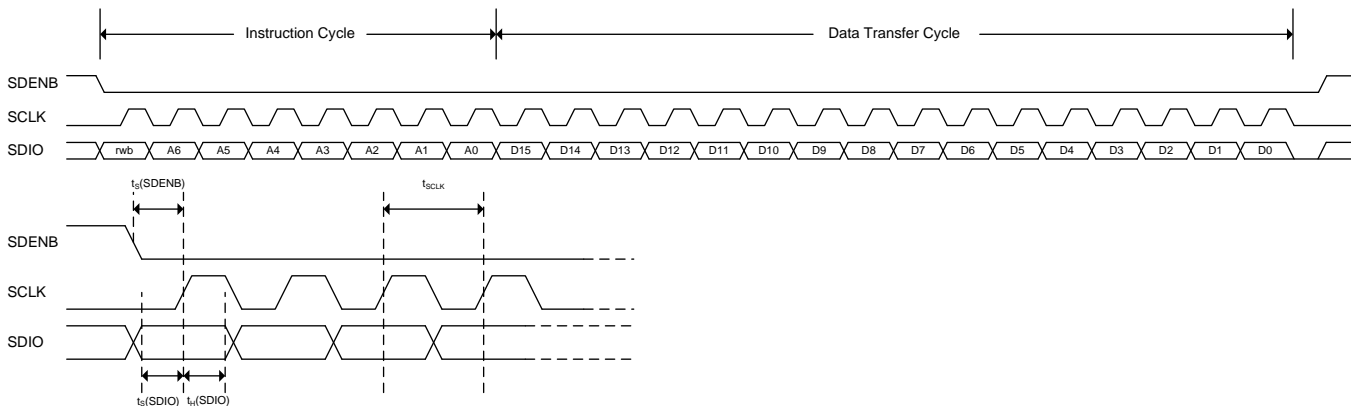 Instruction Cycle
Data Transfer Cycle
SDENB
SCLK
SDIO
rwb A6 A5 A4 A3 A2 A1 A0 D15 D14 D13 D12 D11 D10 D9 D8 D7 D6 D5 D4 D3 D2 D1 D0
tS(SDENB)
tSCLK
SDENB
SCLK
SDIO
tS(SDIO)
tH(SDIO)